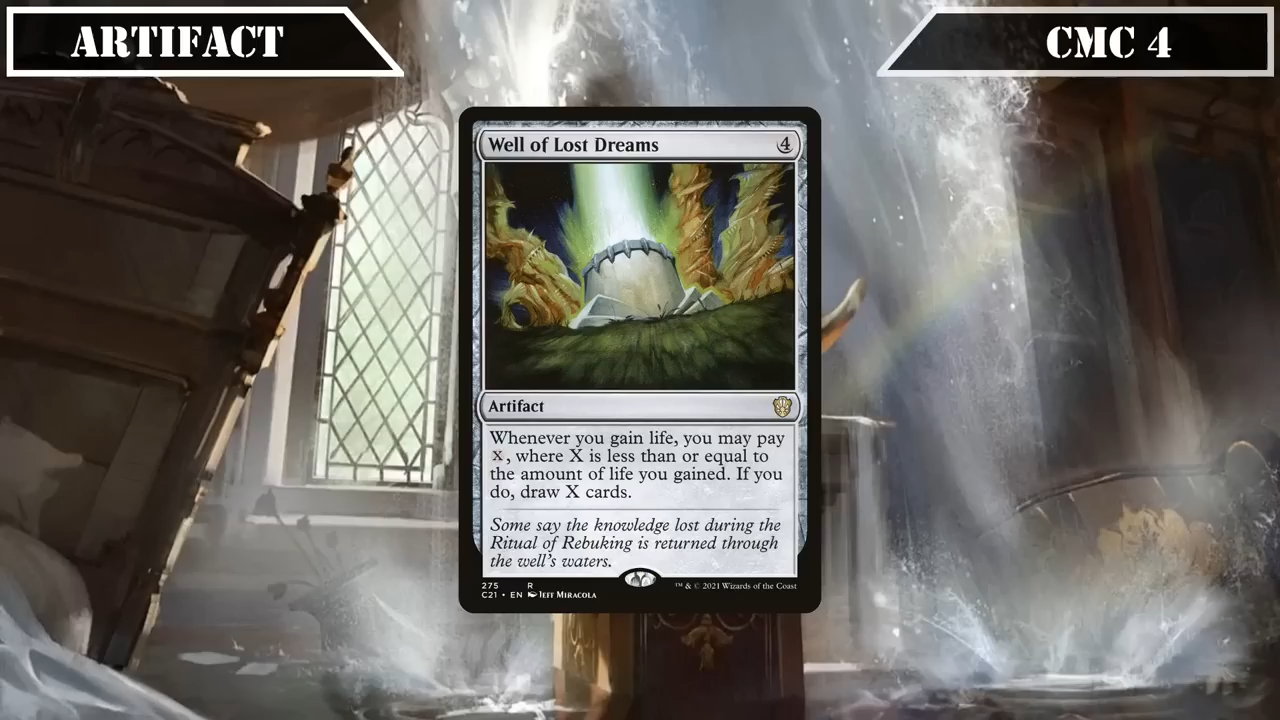 ARTIFACT
CMC 4
Well of Lost Dreams 4
Artifact
Whenever you gain life, you may pay
X, where X is less than or equal to
the amount of life you gained. If you
do, draw X cards.
Some say the knowledge lost during the
Ritual of Rebuking is returned through
the well's waters.
275 R
C21 • EN Jeff Miracola
™ & © 2021 Wizards of the Coast